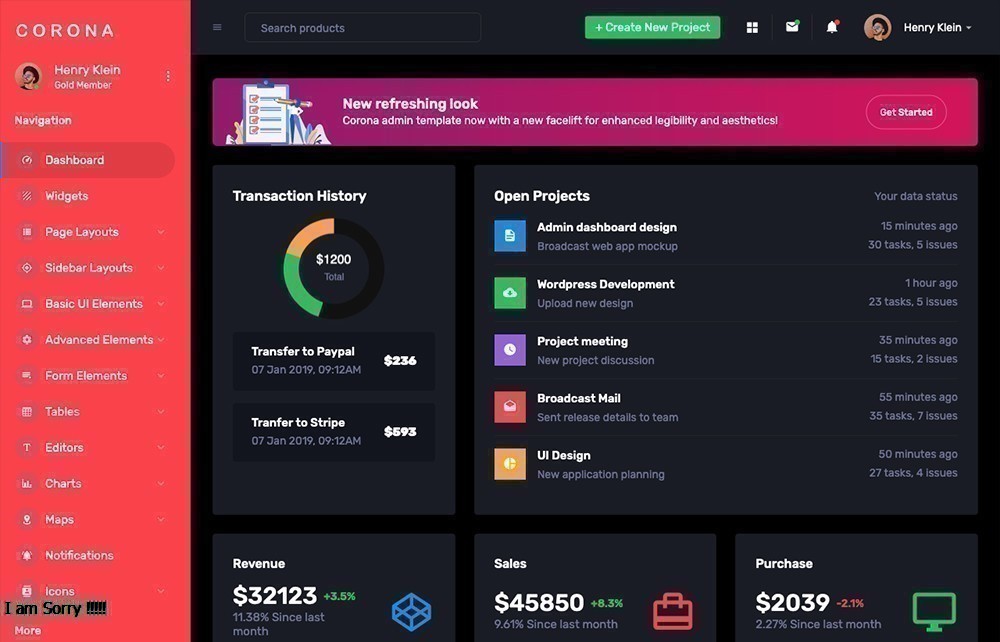 CORONA
Henry Klein
Gold Member
Navigation
Dashboard
Widgets
Page Layouts
Sidebar Layouts
Basic UI Elements
Advanced Elements
Form Elements
Tables
Editors
Charts
Maps
Notifications
Icons
I am Sorry !!!!!
More
Search products
+ Create New Project
Henry Klein
New refreshing look
Corona admin template now with a new facelift for enhanced legibility and aesthetics!
Get Started
Transaction History
$1200
Total
Transfer to Paypal
07 Jan 2019, 09:12AM
$236
Tranfer to Stripe
07 Jan 2019, 09:12AM
$593
Open Projects
Your data status
Admin dashboard design
Broadcast web app mockup
15 minutes ago
30 tasks, 5 issues
Wordpress Development
Upload new design
1 hour ago
23 tasks, 5 issues
Project meeting
New project discussion
35 minutes ago
15 tasks, 2 issues
Broadcast Mail
Sent release details to team
55 minutes ago
35 tasks, 7 issues
UI Design
New application planning
50 minutes ago
27 tasks, 4 issues
Revenue
$32123 +3.5%
11.38% Since last
month
Sales
$45850 +8.3%
9.61% Since last month
Purchase
$2039 -2.1%
2.27% Since last month